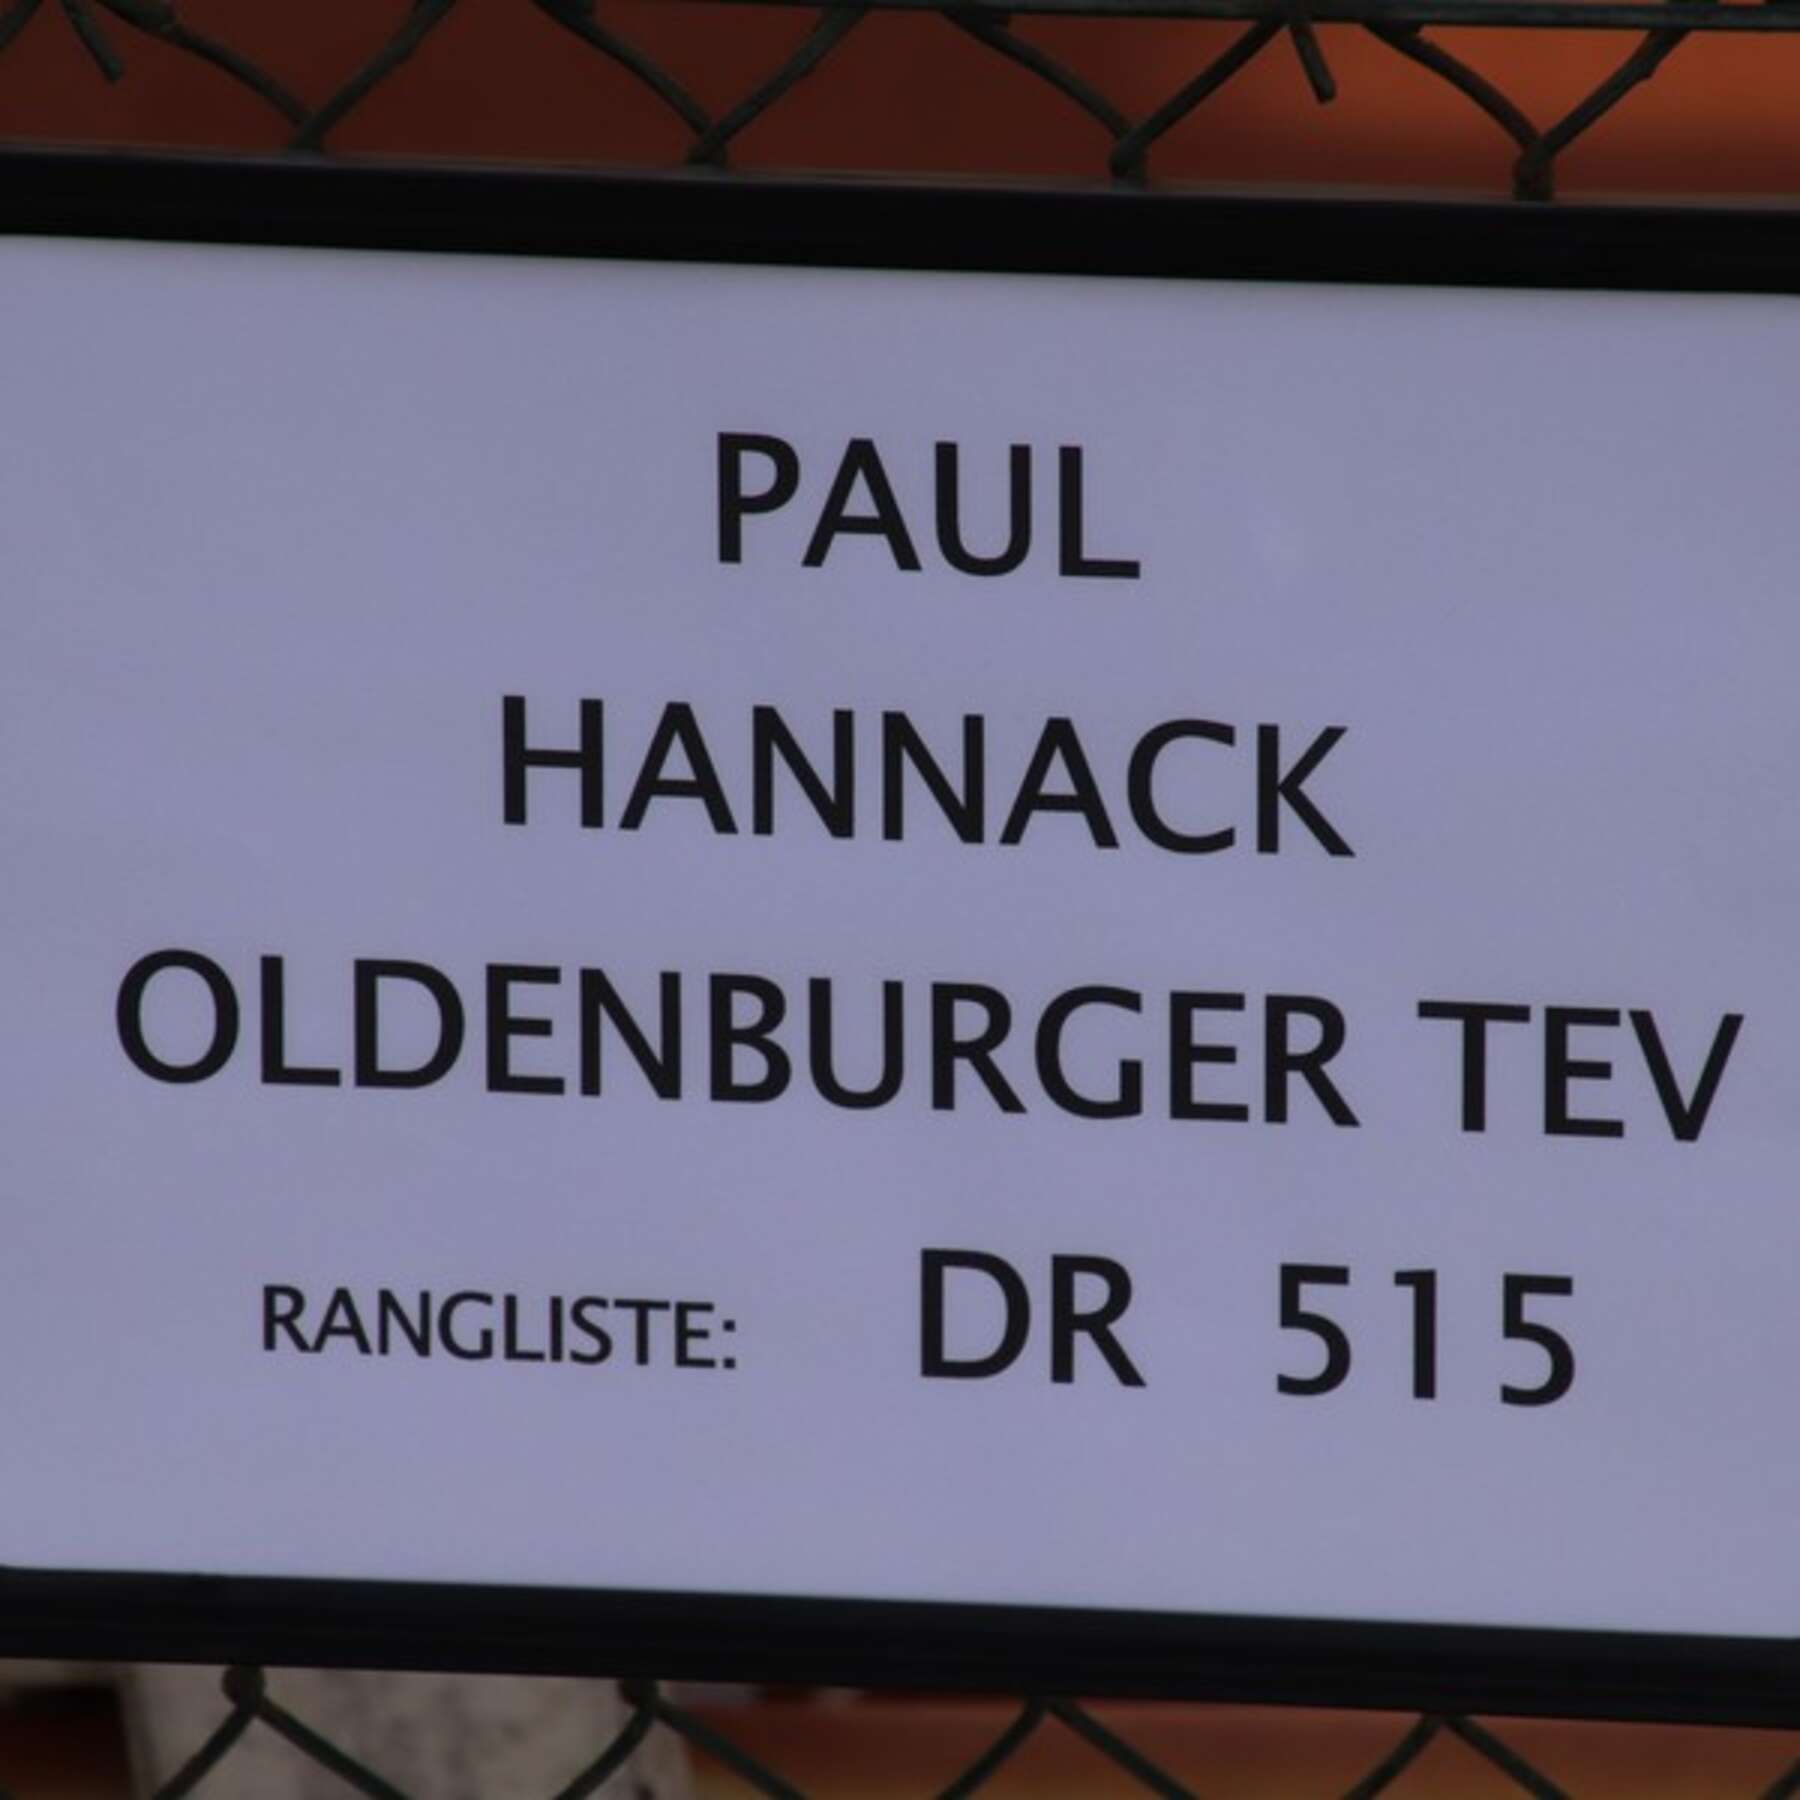 PAUL
HANNACK
OLDENBURGER TEV
RANGLISTE: DR 515